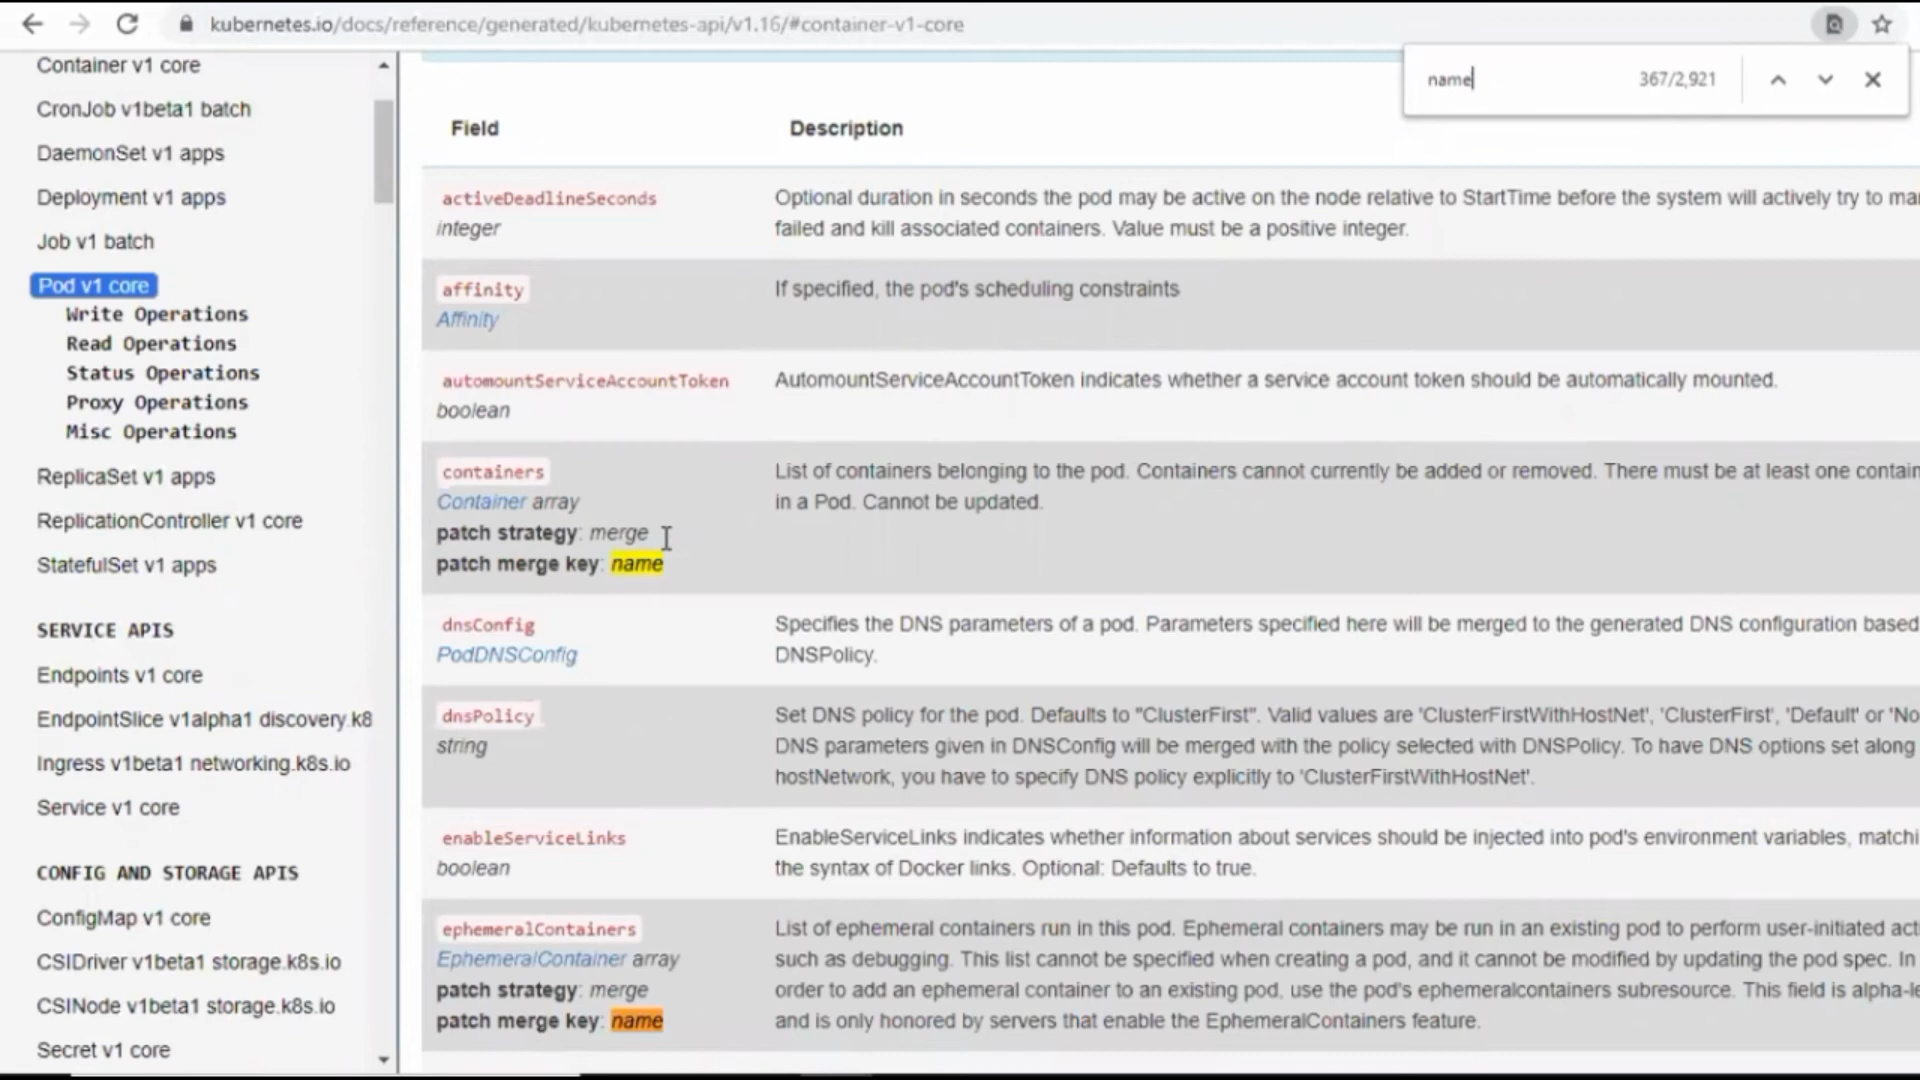 kubernetes.io/docs/reference/generated/kubernetes-api/v1.16/#container-v1-core
name 367/2,921
Container v1 core
CronJob v1beta1 batch
DaemonSet v1 apps
Deployment v1 apps
Job v1 batch
Pod v1 core
Write Operations
Read Operations
Status Operations
Proxy Operations
Misc Operations
ReplicaSet v1 apps
ReplicationController v1 core
StatefulSet v1 apps
SERVICE APIS
Endpoints v1 core
EndpointSlice v1alpha1 discovery.k8
Ingress v1beta1 networking.k8s.io
Service v1 core
CONFIG AND STORAGE APIS
ConfigMap v1 core
CSIDriver v1beta1 storage.k8s.io
CSINode v1beta1 storage.k8s.io
Secret v1 core
Field Description
activeDeadlineSeconds
integer
Optional duration in seconds the pod may be active on the node relative to StartTime before the system will actively try to mar
failed and kill associated containers. Value must be a positive integer.
affinity
Affinity
If specified, the pod's scheduling constraints
automountServiceAccountToken
boolean
AutomountServiceAccountToken indicates whether a service account token should be automatically mounted.
containers
Container array
patch strategy: merge
patch merge key: name
List of containers belonging to the pod. Containers cannot currently be added or removed. There must be at least one contain
in a Pod. Cannot be updated.
dnsConfig
PodDNSConfig
Specifies the DNS parameters of a pod. Parameters specified here will be merged to the generated DNS configuration based
DNSPolicy.
dnsPolicy
string
Set DNS policy for the pod. Defaults to "ClusterFirst". Valid values are 'ClusterFirstWithHostNet', 'ClusterFirst', 'Default' or 'No
DNS parameters given in DNSConfig will be merged with the policy selected with DNSPolicy. To have DNS options set along
hostNetwork, you have to specify DNS policy explicitly to 'ClusterFirstWithHostNet'.
enableServiceLinks
boolean
EnableServiceLinks indicates whether information about services should be injected into pod's environment variables, matchi
the syntax of Docker links. Optional: Defaults to true.
ephemeralContainers
EphemeralContainer array
patch strategy: merge
patch merge key: name
List of ephemeral containers run in this pod. Ephemeral containers may be run in an existing pod to perform user-initiated act
such as debugging. This list cannot be specified when creating a pod, and it cannot be modified by updating the pod spec. In
order to add an ephemeral container to an existing pod, use the pod's ephemeralcontainers subresource. This field is alpha-le
and is only honored by servers that enable the EphemeralContainers feature.